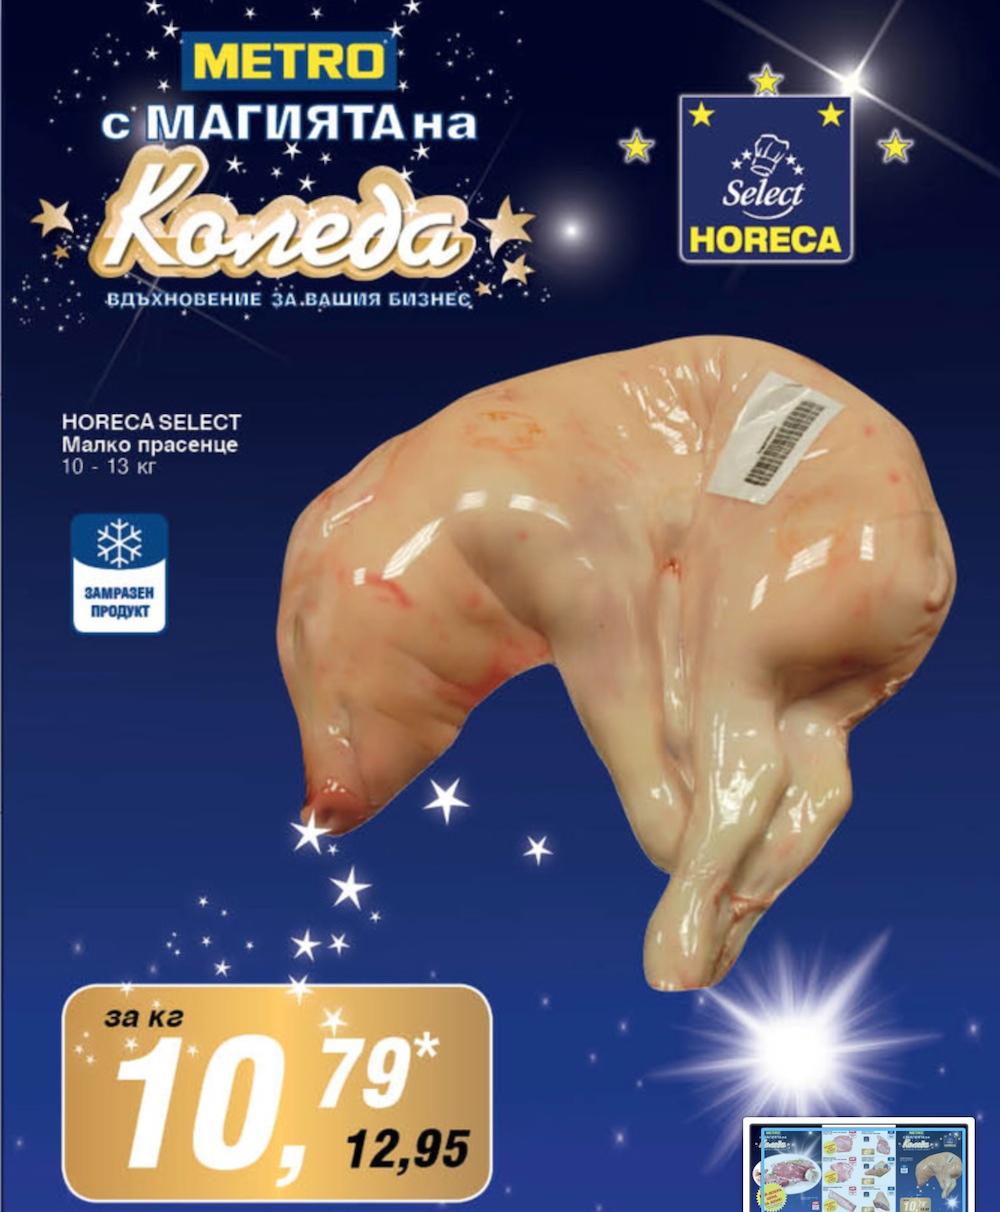 METRO
с МАГИЯТА на
Коледа
ВДЪХНОВЕНИЕ ЗА ВАШИЯ БИЗНЕС
Select
HORECA
HORECA SELECT
Малко прасенце
10 - 13 кг
ЗАМРАЗЕН
ПРОДУКТ
за кг
10,79*
12,95